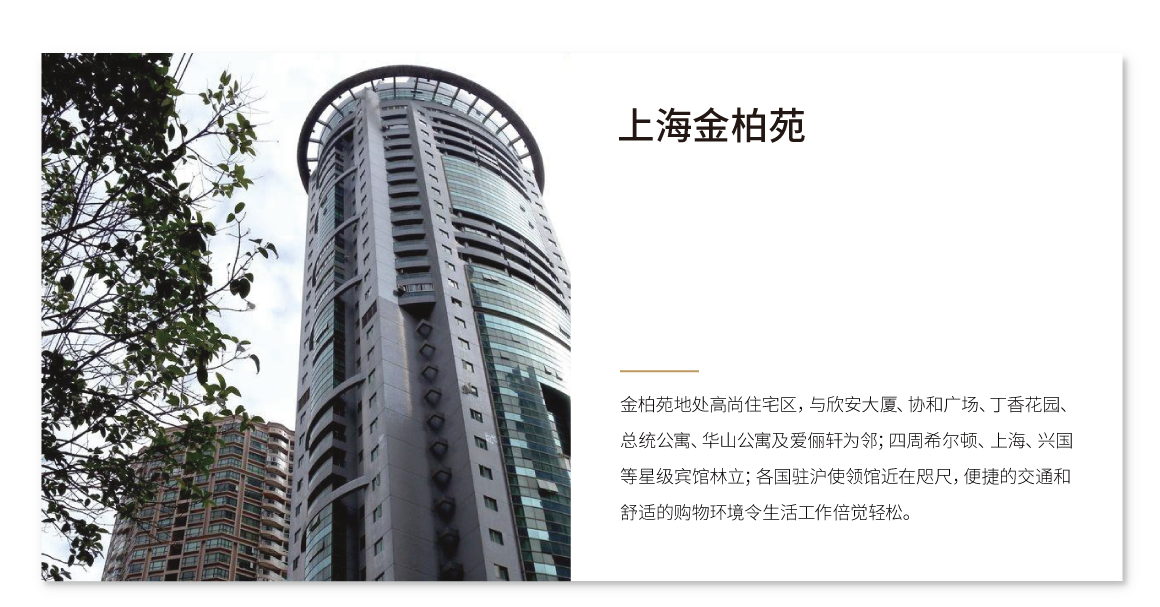 上海金柏苑
金柏苑地处高尚住宅区，与欣安大厦、协和广场、丁香花园、
总统公寓、华山公寓及爱俪轩为邻；四周希尔顿、上海、兴国
等星级宾馆林立；各国驻沪使领馆近在咫尺，便捷的交通和
舒适的购物环境令生活工作倍觉轻松。